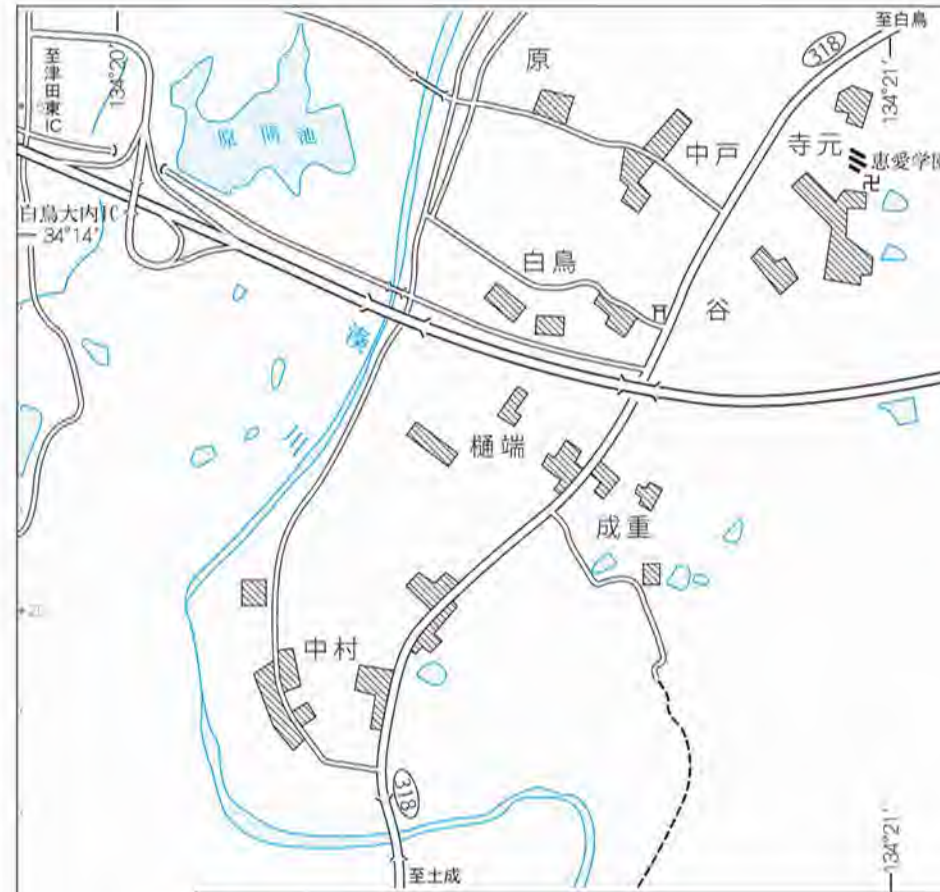 至白鳥
318
134°21′
134°20′
至津田東IC
原
原間池
中戸
寺元
恵愛学園
白鳥大内IC
34°14′
白鳥
谷
湊川
樋端
成重
中村
318
134°21′
至土成